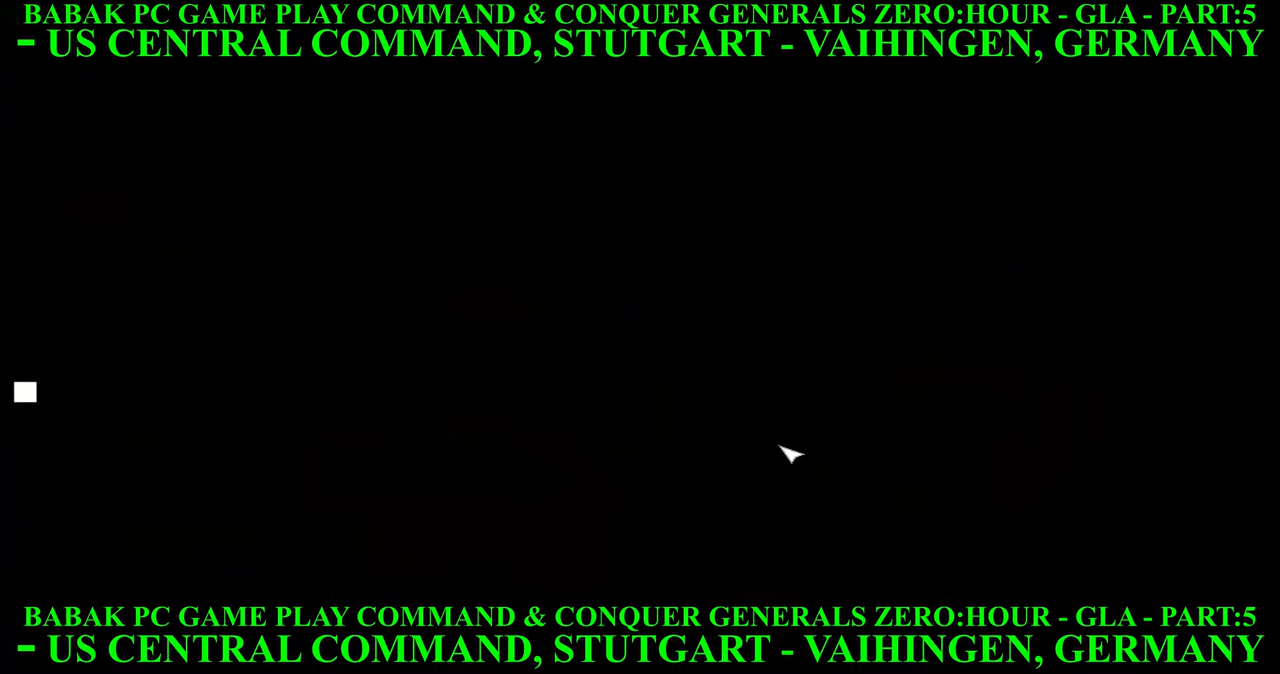 BABAK PC GAME PLAY COMMAND & CONQUER GENERALS ZERO:HOUR - GLA - PART:5
- US CENTRAL COMMAND, STUTGART - VAIHINGEN, GERMANY
BABAK PC GAME PLAY COMMAND & CONQUER GENERALS ZERO:HOUR - GLA - PART:5
- US CENTRAL COMMAND, STUTGART - VAIHINGEN, GERMANY